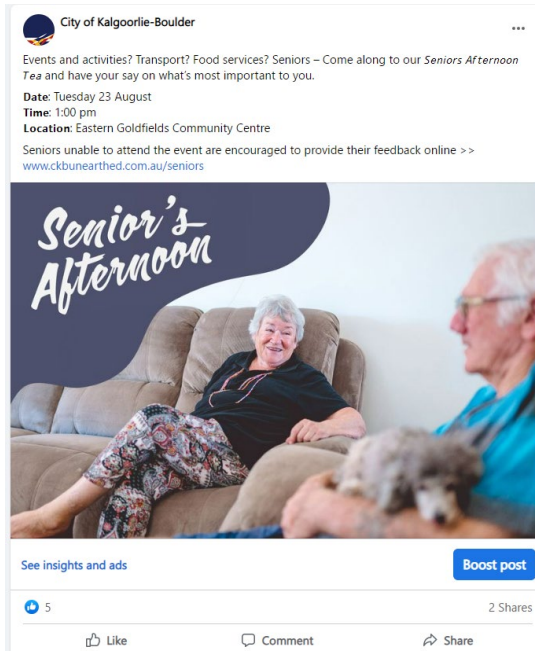 City of Kalgoorlie-Boulder
Events and activities? Transport? Food services? Seniors – Come along to our Seniors Afternoon
Tea and have your say on what's most important to you.
Date: Tuesday 23 August
Time: 1:00 pm
Location: Eastern Goldfields Community Centre
Seniors unable to attend the event are encouraged to provide their feedback online >>
www.ckbunearthed.com.au/seniors
Senior's
Afternoon
See insights and ads
Boost post
5
2 Shares
Like
Comment
Share